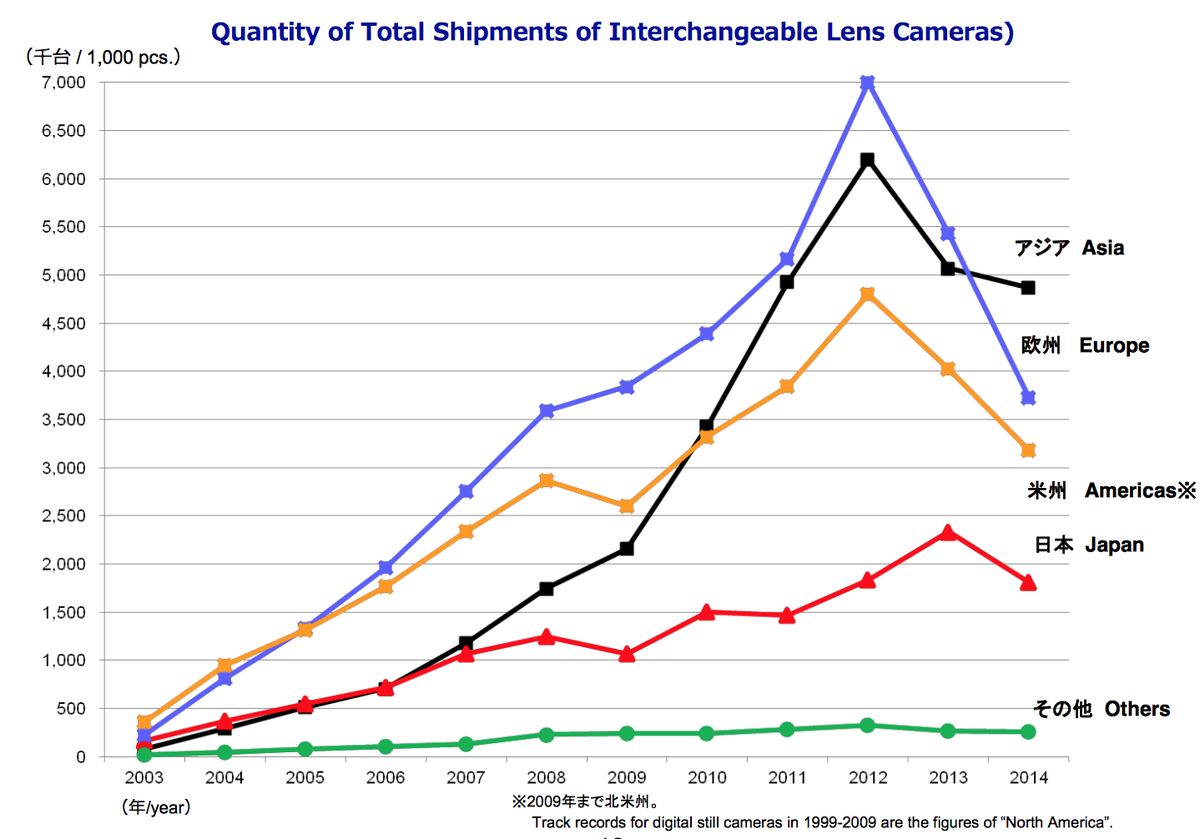 Quantity of Total Shipments of Interchangeable Lens Cameras)
(千台 / 1,000 pcs.)
7,000
6,500
6,000
5,500
5,000
4,500
4,000
3,500
3,000
2,500
2,000
1,500
1,000
500
0
アジア Asia
欧州 Europe
米州 Americas※
日本 Japan
その他 Others
2003 2004 2005 2006 2007 2008 2009 2010 2011 2012 2013 2014
(年/year)
※2009年まで北米州。
Track records for digital still cameras in 1999-2009 are the figures of “North America”.